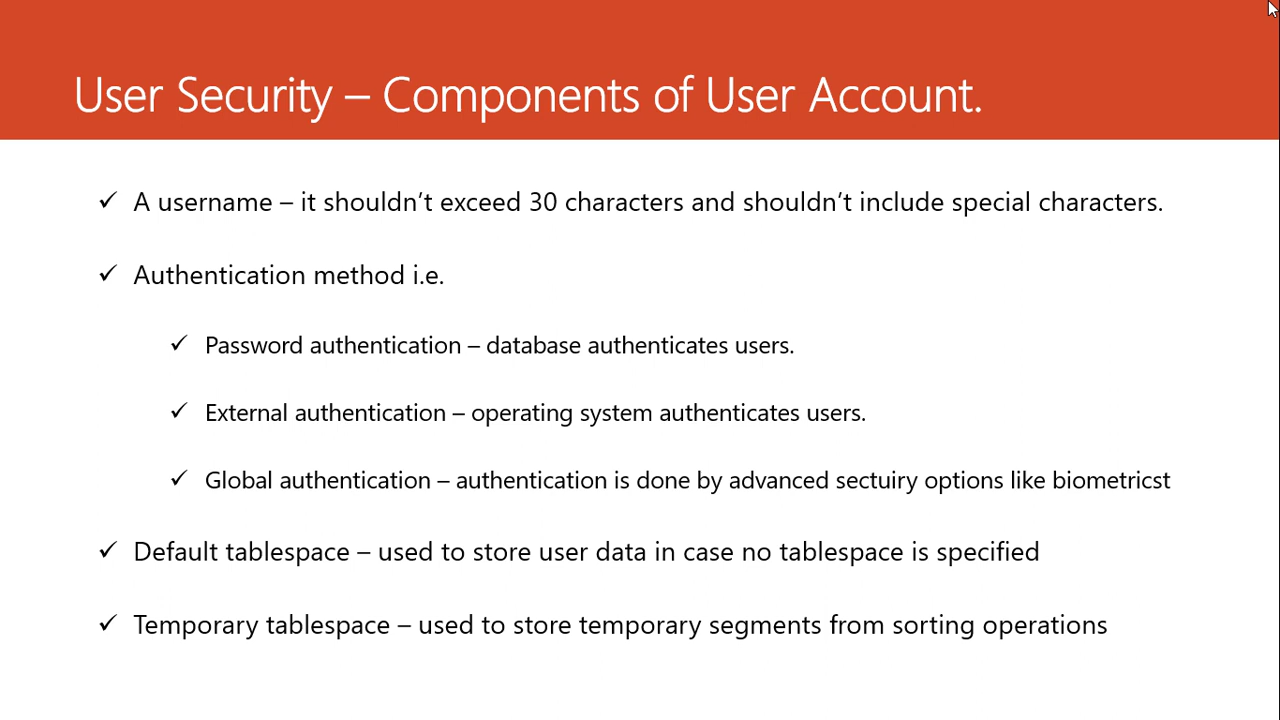 User Security – Components of User Account.
✓ A username – it shouldn’t exceed 30 characters and shouldn’t include special characters.
✓ Authentication method i.e.
✓ Password authentication – database authenticates users.
✓ External authentication – operating system authenticates users.
✓ Global authentication – authentication is done by advanced sectuiry options like biometricst
✓ Default tablespace – used to store user data in case no tablespace is specified
✓ Temporary tablespace – used to store temporary segments from sorting operations